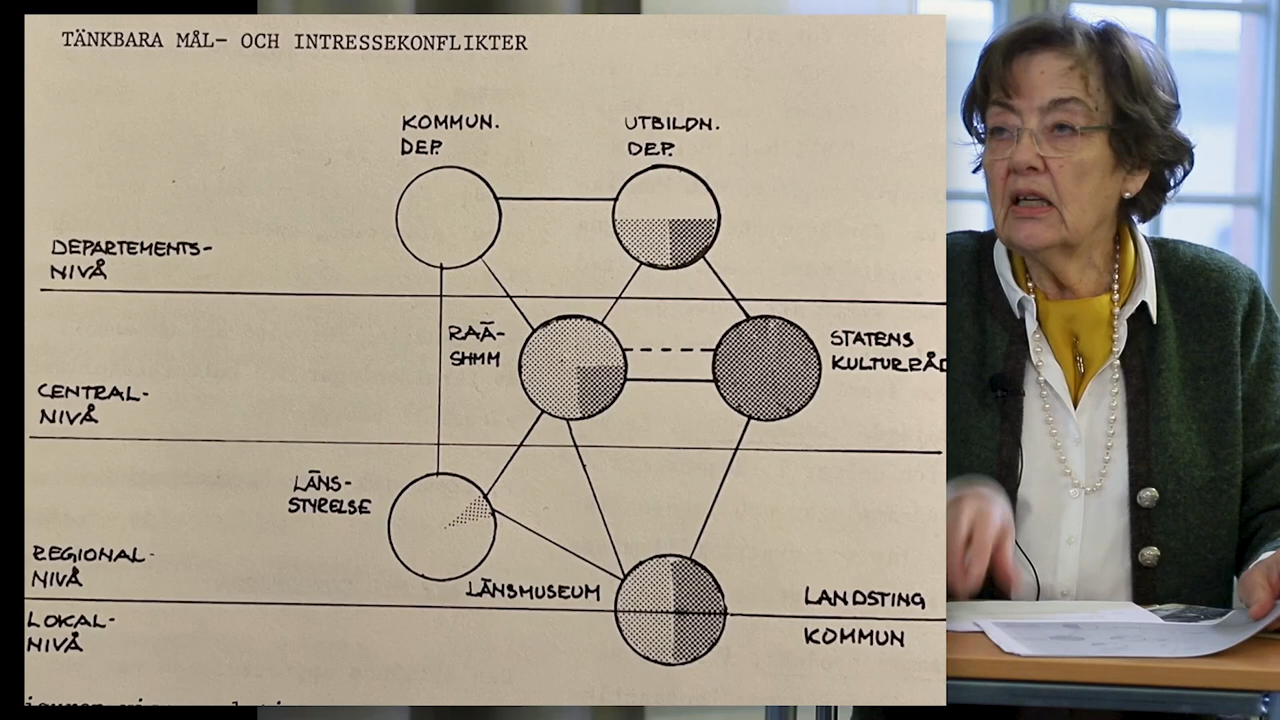 TÄNKBARA MÅL- OCH INTRESSEKONFLIKTER
KOMMUN.
DEP.
UTBILDN.
DEP.
DEPARTEMENTS-
NIVÅ
RAÄ-
SHMM
STATENS
KULTURRÅD
CENTRAL-
NIVÅ
LÄNS-
STYRELSE
REGIONAL-
NIVÅ
LÄNSMUSEUM
LANDSTING
LOKAL-
NIVÅ
KOMMUN